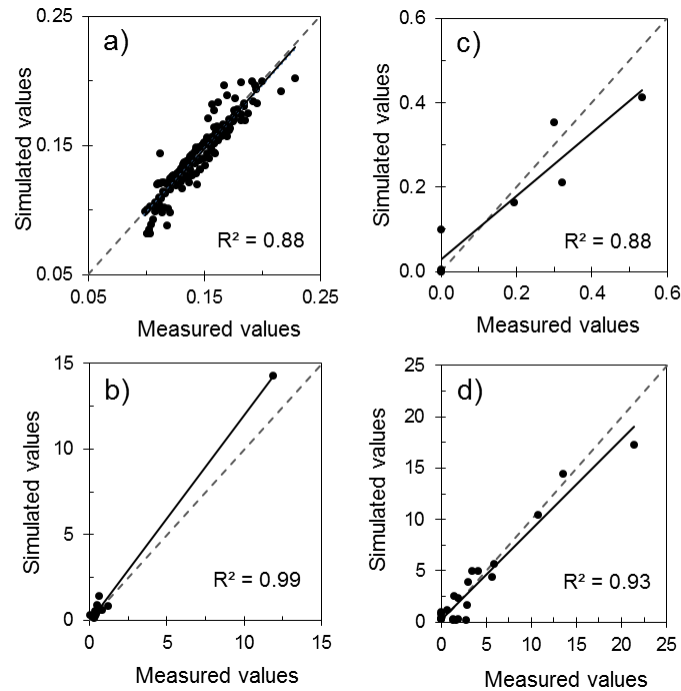 a)
Simulated values
0.25
0.15
0.05
R² = 0.88
0.05 0.15 0.25
Measured values
c)
Simulated values
0.6
0.4
0.2
0.0
R² = 0.88
0.0 0.2 0.4 0.6
Measured values
b)
Simulated values
15
10
5
0
R² = 0.99
0 5 10 15
Measured values
d)
Simulated values
25
20
15
10
5
0
R² = 0.93
0 5 10 15 20 25
Measured values